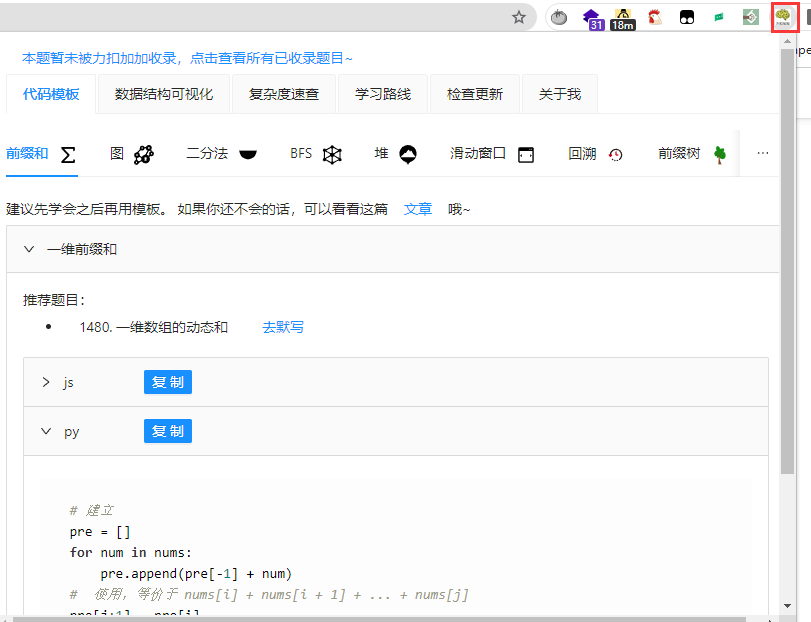 31
18m
本题暂未被力扣加加收录，点击查看所有已收录题目~
代码模板 数据结构可视化 复杂度速查 学习路线 检查更新 关于我
前缀和 图 二分法 BFS 堆 滑动窗口 回溯 前缀树 ···
建议先学会之后再用模板。 如果你还不会的话，可以看看这篇 文章 哦~
一维前缀和
推荐题目：
• 1480. 一维数组的动态和 去默写
js 复 制
py 复 制
# 建立
pre = []
for num in nums:
pre.append(pre[-1] + num)
# 使用，等价于 nums[i] + nums[i + 1] + ... + nums[j]